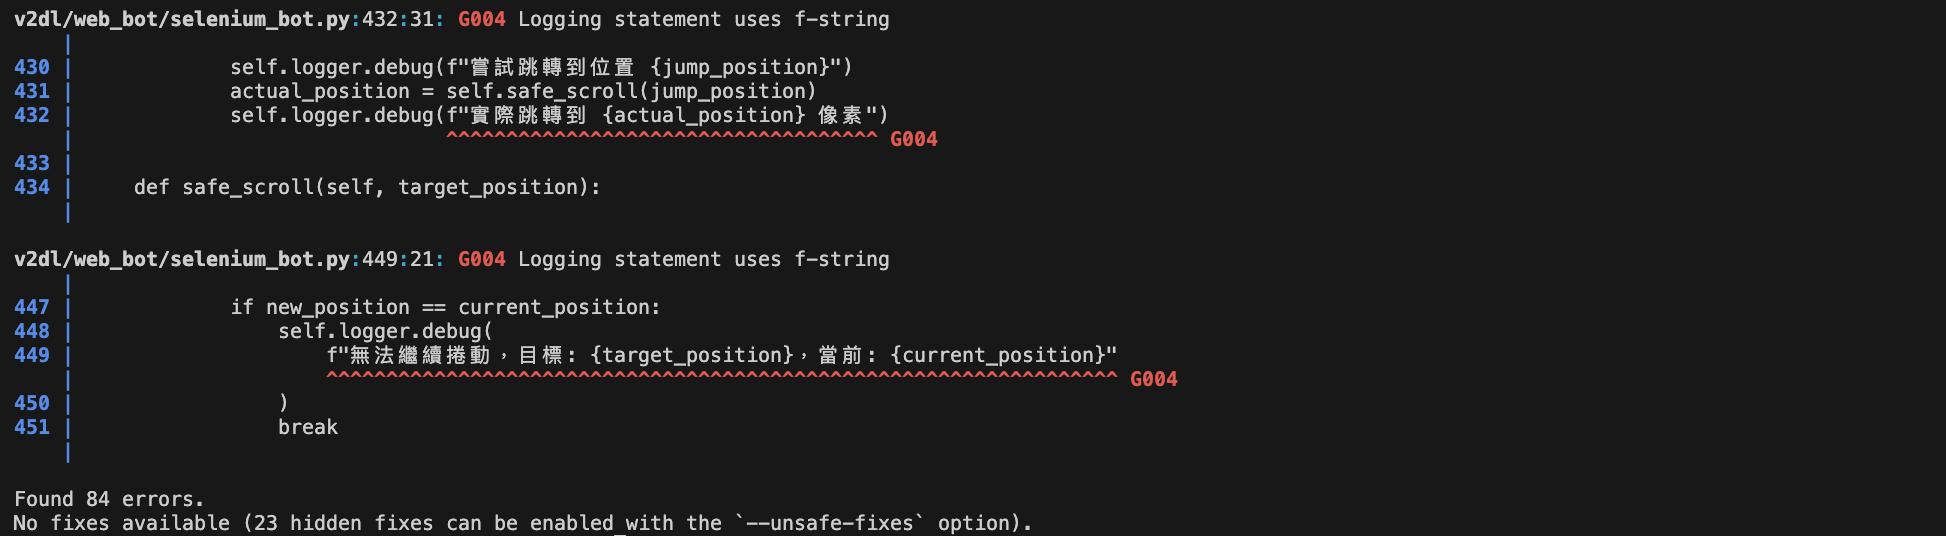 v2dl/web_bot/selenium_bot.py:432:31: G004 Logging statement uses f-string
|
430 | self.logger.debug(f"嘗試跳轉到位置 {jump_position}")
431 | actual_position = self.safe_scroll(jump_position)
432 | self.logger.debug(f"實際跳轉到 {actual_position} 像素")
| ^^^^^^^^^^^^^^^^^^^^^^^^^^^^^^^^^^^^ G004
433 |
434 | def safe_scroll(self, target_position):
|
v2dl/web_bot/selenium_bot.py:449:21: G004 Logging statement uses f-string
|
447 | if new_position == current_position:
448 | self.logger.debug(
449 | f"無法繼續捲動，目標: {target_position}，當前: {current_position}"
| ^^^^^^^^^^^^^^^^^^^^^^^^^^^^^^^^^^^^^^^^^^^^^^^^^^^^^^^^^^^^^^^^^^ G004
450 | )
451 | break
|
Found 84 errors.
No fixes available (23 hidden fixes can be enabled with the `--unsafe-fixes` option).